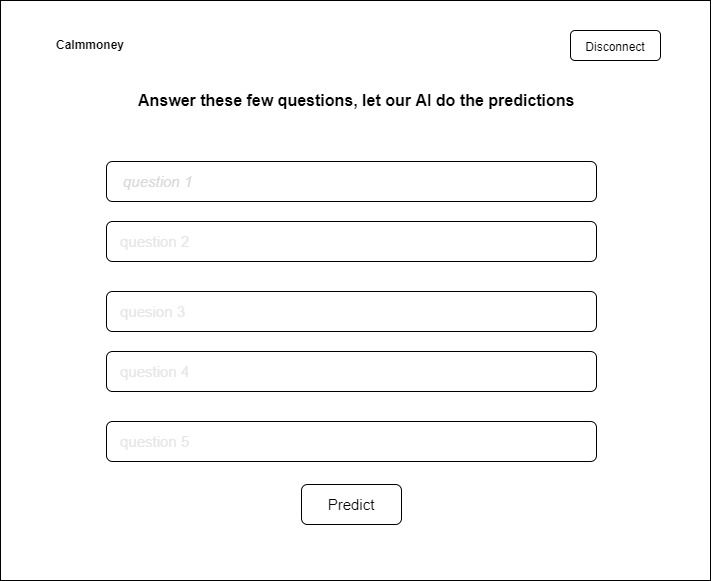 Calmmoney
Disconnect
Answer these few questions, let our AI do the predictions
question 1
question 2
quesion 3
question 4
question 5
Predict